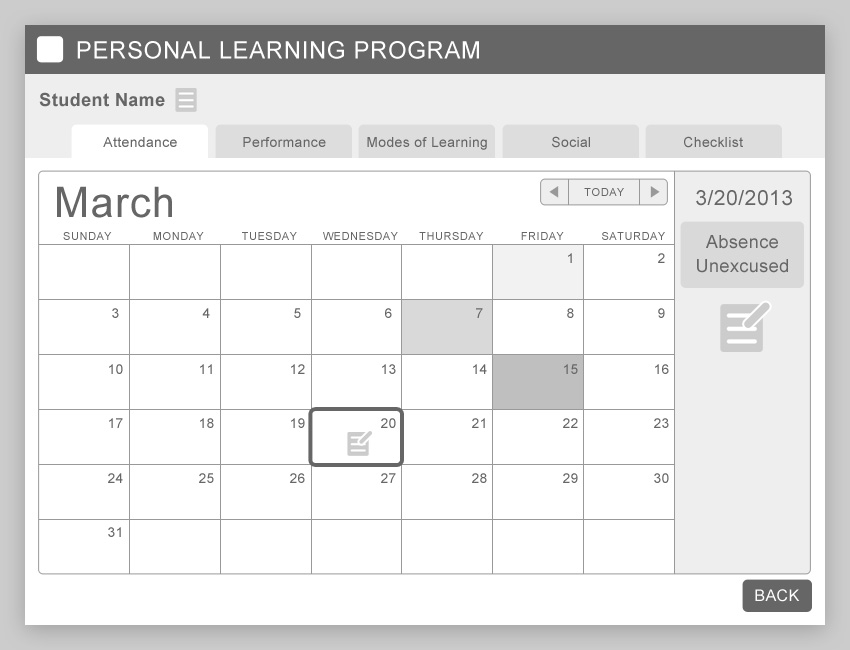 PERSONAL LEARNING PROGRAM
Student Name
Attendance Performance Modes of Learning Social Checklist
March
TODAY
SUNDAY MONDAY TUESDAY WEDNESDAY THURSDAY FRIDAY SATURDAY
1 2
3 4 5 6 7 8 9
10 11 12 13 14 15 16
17 18 19 20 21 22 23
24 25 26 27 28 29 30
31
3/20/2013
Absence
Unexcused
BACK